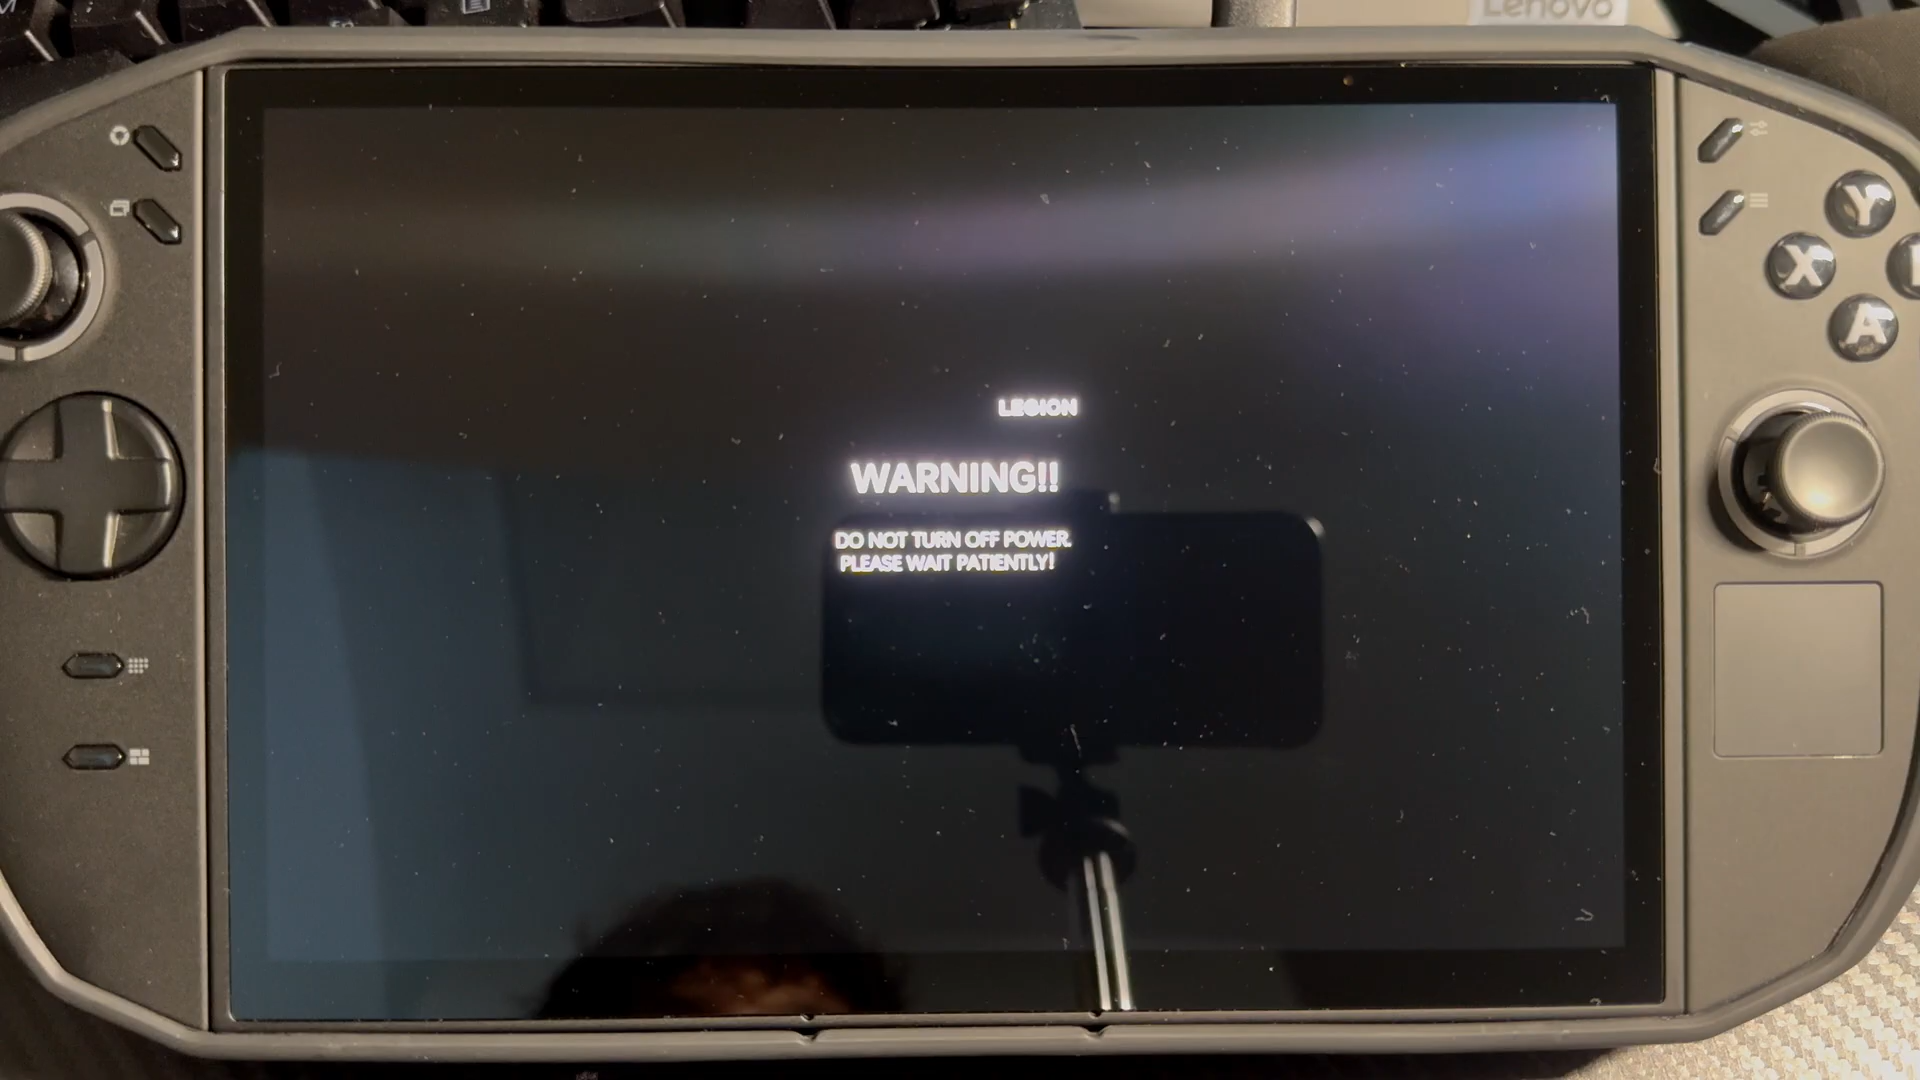 Lenovo
LEGION
WARNING!!
DO NOT TURN OFF POWER.
PLEASE WAIT PATIENTLY!
Y
X
A